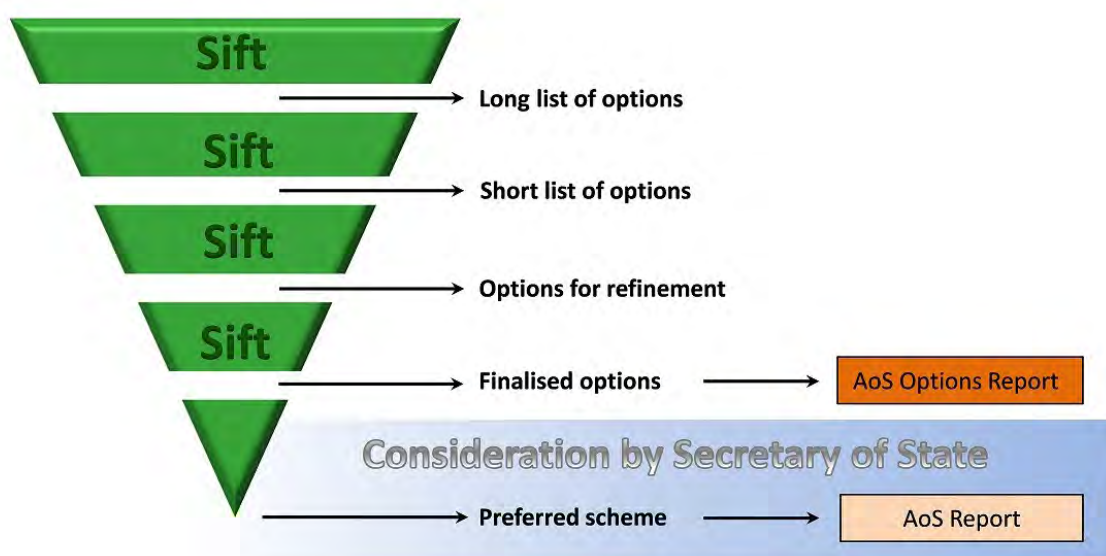 Sift
Long list of options
Sift
Short list of options
Sift
Options for refinement
Sift
Finalised options
AoS Options Report
Consideration by Secretary of State
Preferred scheme
AoS Report